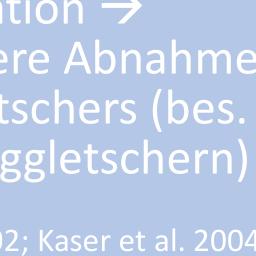 ation →
ere Abnahme
tschers (bes.
ggletschern)
02; Kaser et al. 2004